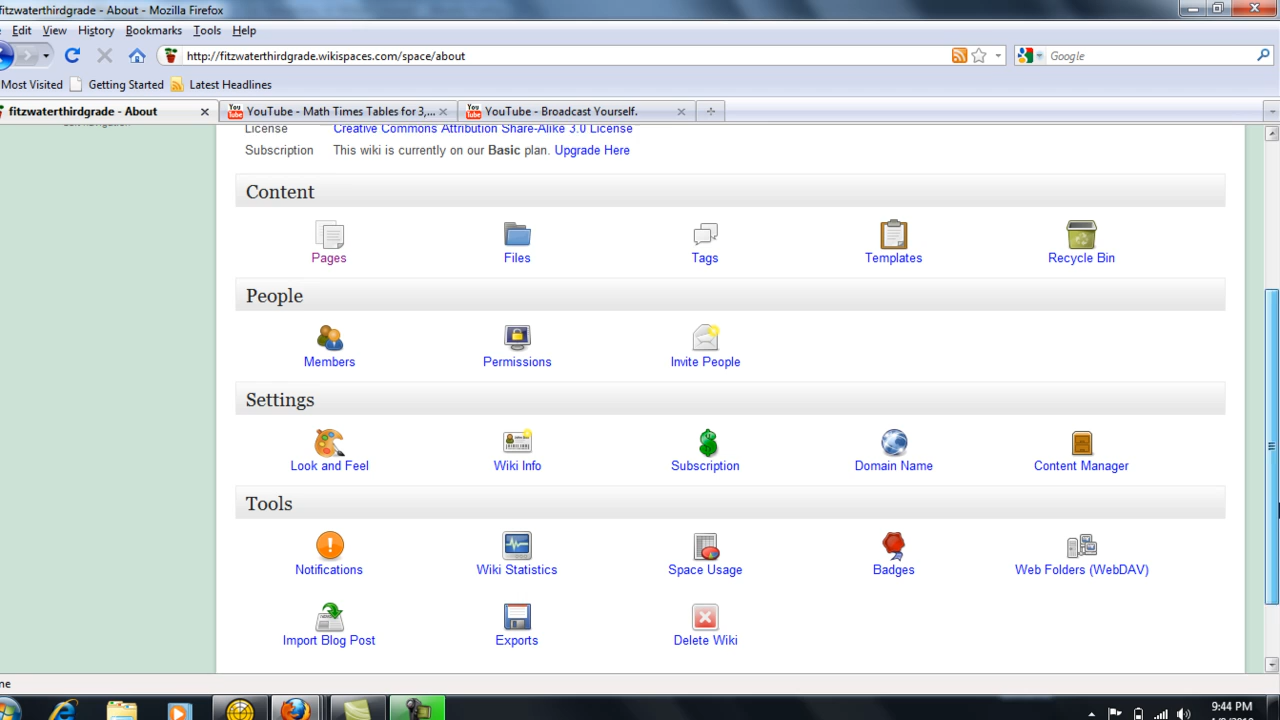 fitzwaterthirdgrade - About - Mozilla Firefox
Edit View History Bookmarks Tools Help
http://fitzwaterthirdgrade.wikispaces.com/space/about
Google
Most Visited Getting Started Latest Headlines
fitzwaterthirdgrade - About
You Tube YouTube - Math Times Tables for 3,...
You Tube YouTube - Broadcast Yourself.
License Creative Commons Attribution Share-Alike 3.0 License
Subscription This wiki is currently on our Basic plan. Upgrade Here
Content
Pages Files Tags Templates Recycle Bin
People
Members Permissions Invite People
Settings
Look and Feel Wiki Info Subscription Domain Name Content Manager
Tools
Notifications Wiki Statistics Space Usage Badges Web Folders (WebDAV)
Import Blog Post Exports Delete Wiki
ne
9:44 PM